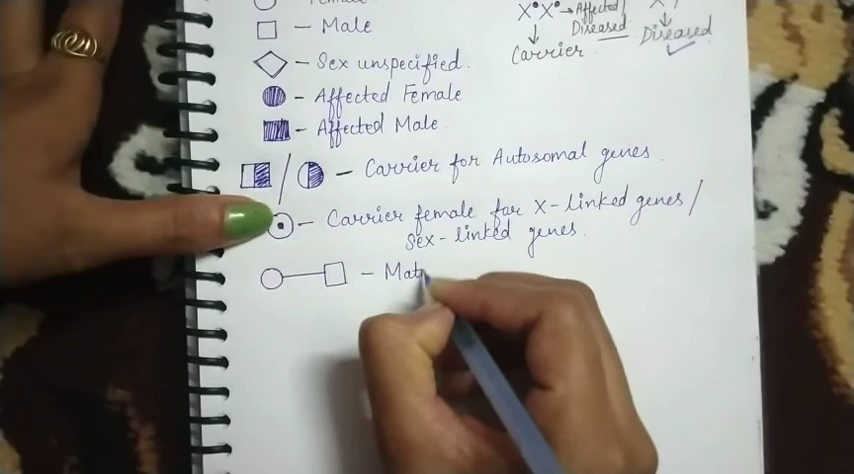 X•X• → Affected/
Diseased
Carrier
Diseased
– Male
– Sex unspecified.
– Affected Female
– Affected Male
/ – Carrier for Autosomal genes.
– Carrier female for X-linked genes/
Sex-linked genes.
– Mat